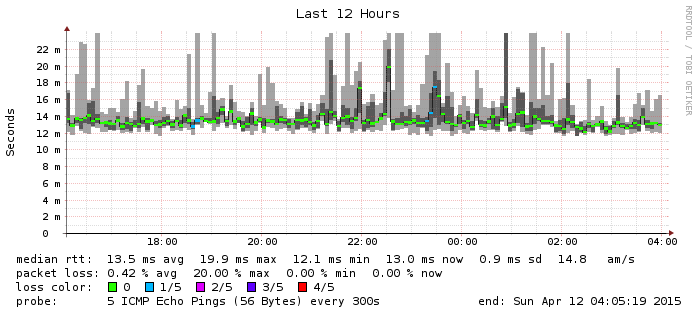 Last 12 Hours
RRDTOOL / TOBI OETIKER
Seconds
22 m
20 m
18 m
16 m
14 m
12 m
10 m
8 m
6 m
4 m
2 m
0
18:00 20:00 22:00 00:00 02:00 04:00
median rtt: 13.5 ms avg 19.9 ms max 12.1 ms min 13.0 ms now 0.9 ms sd 14.8 am/s
packet loss: 0.42 % avg 20.00 % max 0.00 % min 0.00 % now
loss color: 0 1/5 2/5 3/5 4/5
probe: 5 ICMP Echo Pings (56 Bytes) every 300s end: Sun Apr 12 04:05:19 2015